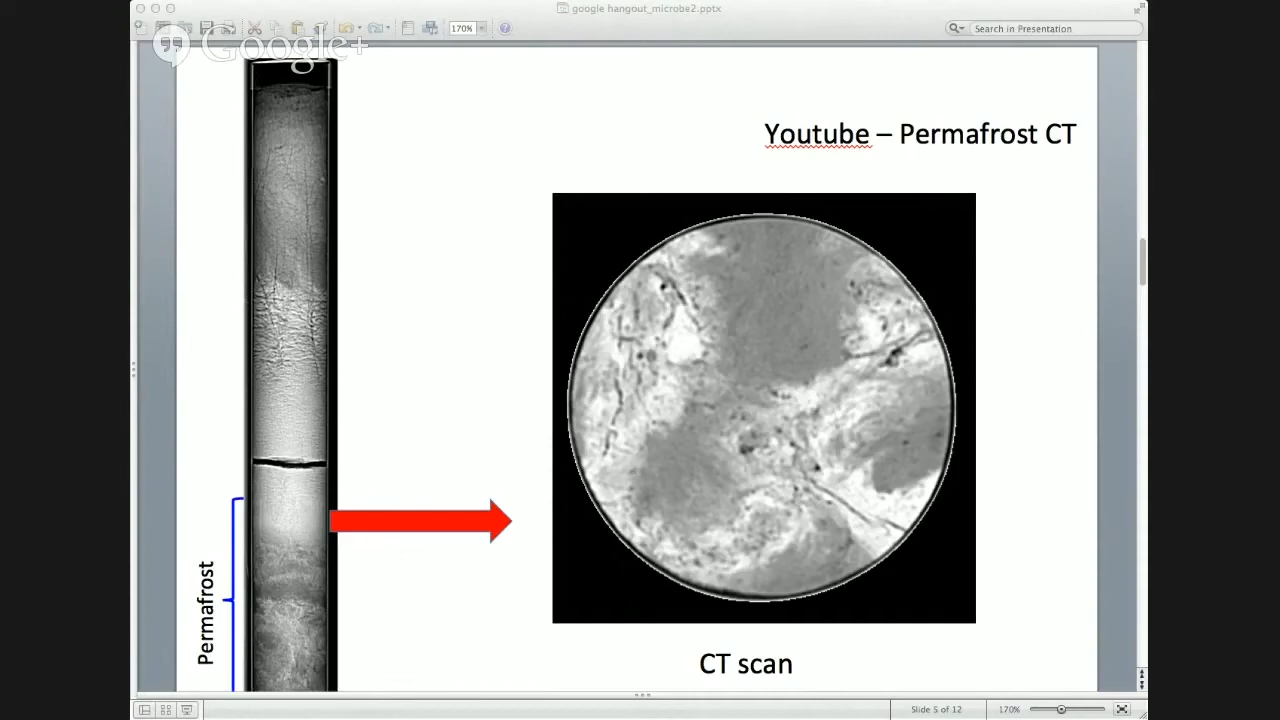 google hangout_microbe2.pptx
170%
Search in Presentation
Google+
Youtube – Permafrost CT
Permafrost
CT scan
Slide 5 of 12
170%